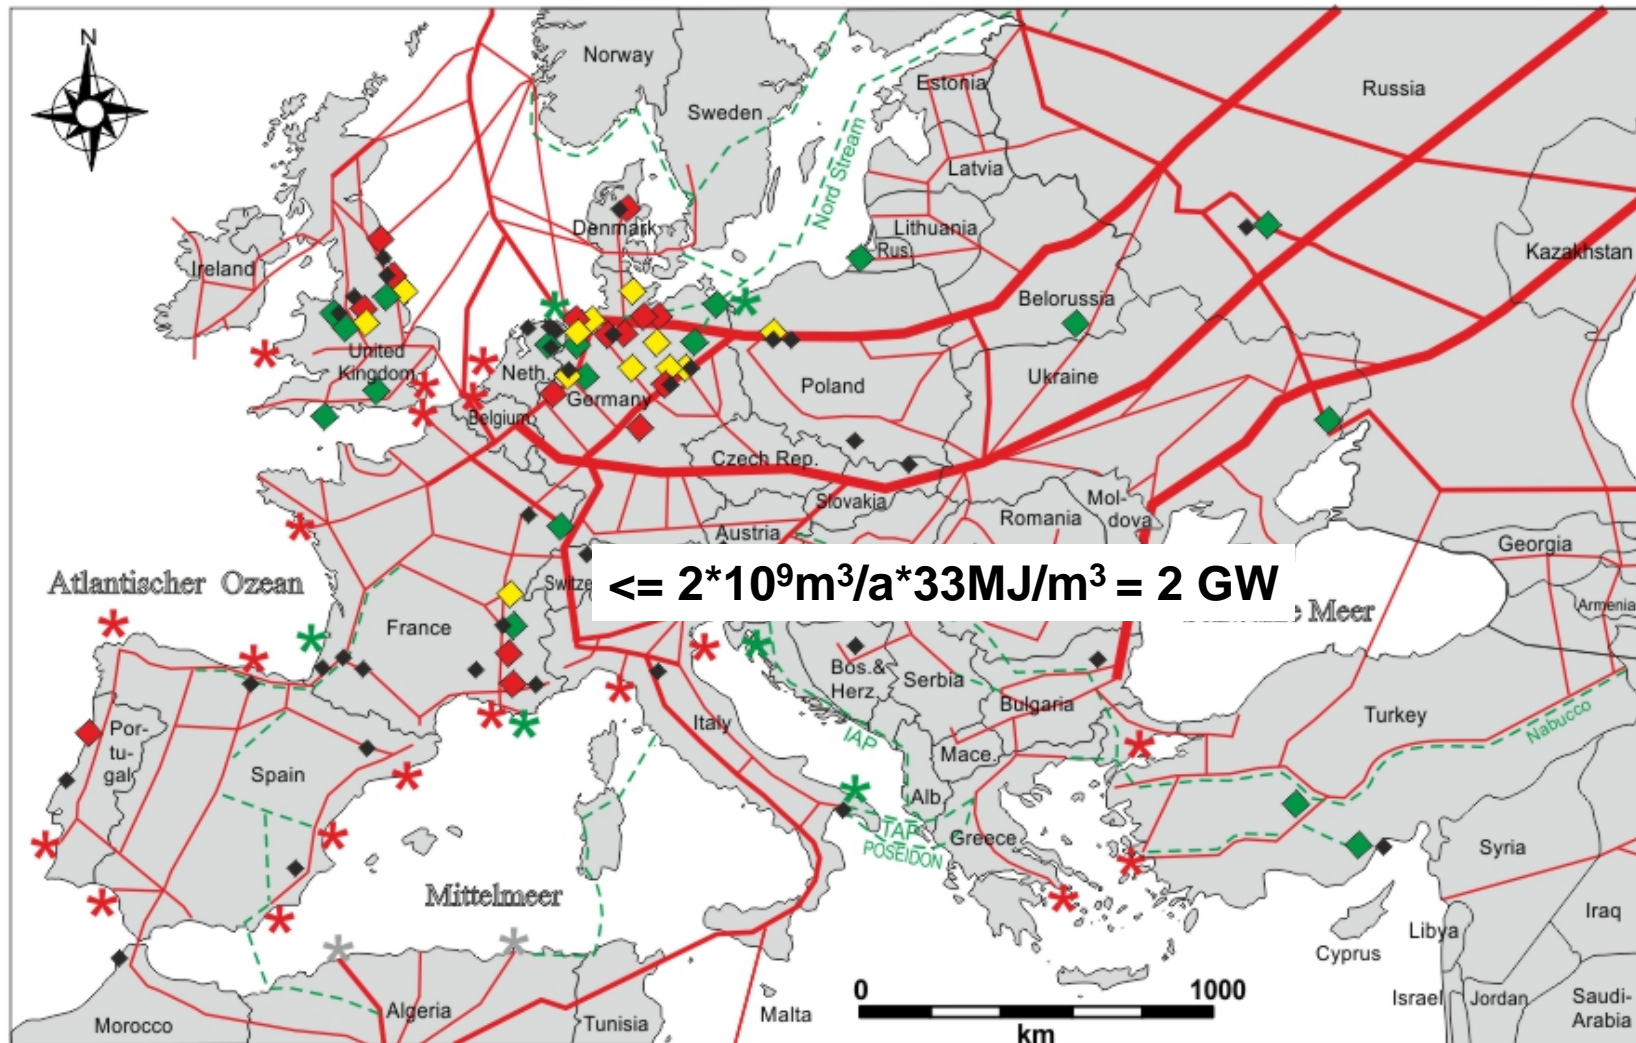 N
Norway
Sweden
Estonia
Russia
Latvia
Nord Stream
Lithuania
Rus.
Denmark
Ireland
Kazakhstan
Belorussia
United
Kingdom
Neth.
Germany
Poland
Ukraine
Belgium
Czech Rep.
Slovakia
Mol-
dova
Romania
Austria
Georgia
Atlantischer Ozean
Switze
<= 2*10⁹m³/a*33MJ/m³ = 2 GW
Armenia
Meer
France
Bos.&
Herz.
Serbia
Bulgaria
Italy
Turkey
Nabucco
Por-
tu-
gal
IAP
Mace.
Spain
Alb.
TAP
POSEIDON
Greece
Syria
Mittelmeer
Iraq
Libya
Cyprus
0 1000
km
Israel
Jordan
Saudi-
Arabia
Algeria
Malta
Morocco
Tunisia